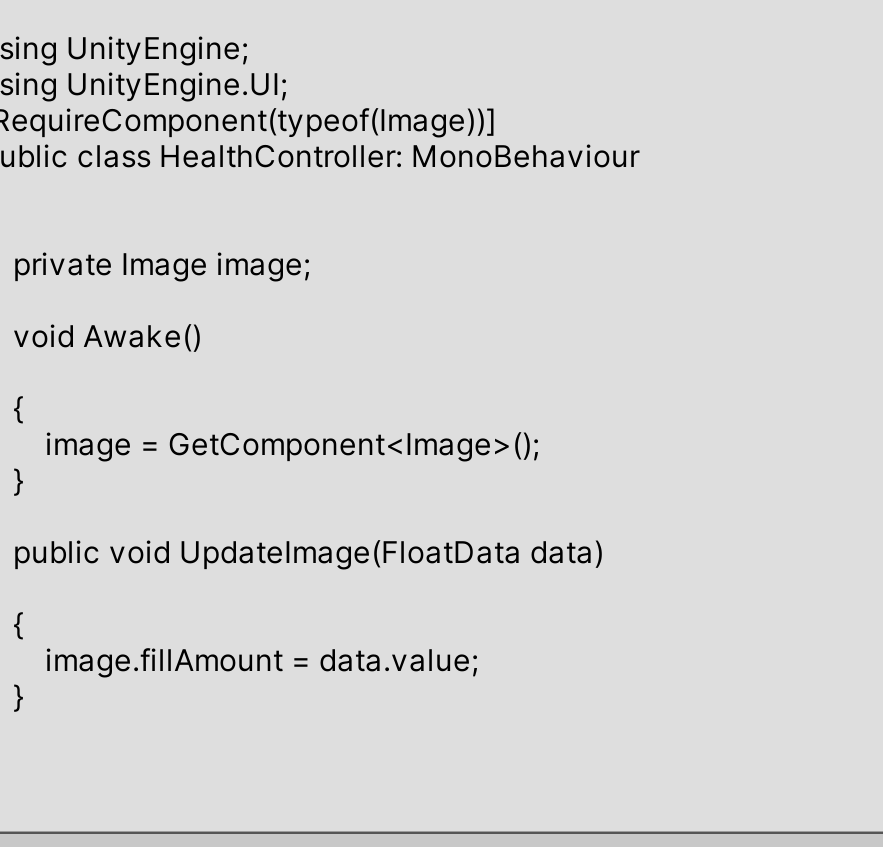 sing UnityEngine;
sing UnityEngine.UI;
RequireComponent(typeof(Image))]
ublic class HealthController: MonoBehaviour
private Image image;
void Awake()
{
image = GetComponent<Image>();
}
public void UpdateImage(FloatData data)
{
image.fillAmount = data.value;
}